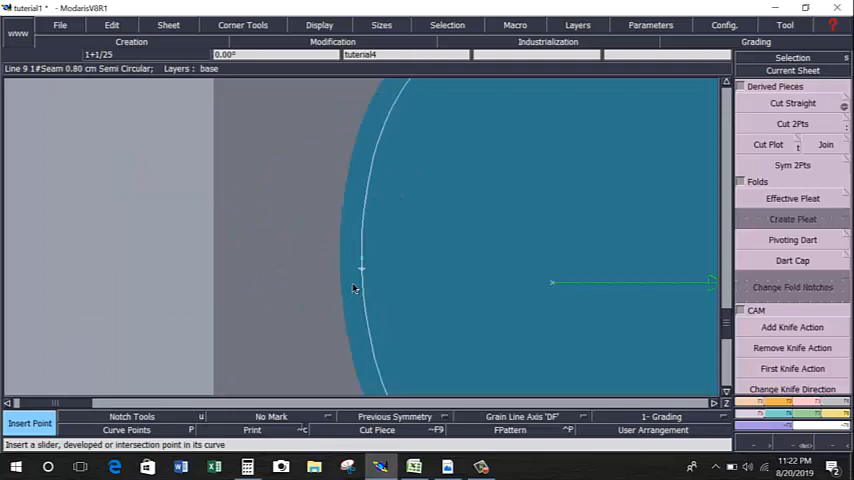 tuturial1 *
ModarisV8R1
www
File Edit Sheet Corner Tools Display Sizes Selection Macro Layers Parameters Config. Tool ?
Creation Modification Industrialization Grading
1+1/25 0.00° tuturial4
Line 9 1#Seam 0.80 cm Semi Circular; Layers : base
Selection s
Current Sheet
Derived Pieces
Cut Straight @
Cut 2Pts :
Cut Plot t Join
Sym 2Pts
Folds
Effective Pleat
Create Pleat
Pivoting Dart
Dart Cap
Change Fold Notches
CAM
Add Knife Action
Remove Knife Action
First Knife Action
Change Knife Direction
Insert Point
Notch Tools u No Mark Previous Symmetry Grain Line Axis 'DF' 1- Grading
Curve Points P Print ~c Cut Piece ~F9 FPattern ^P User Arrangement
Insert a slider, developed or intersection point in its curve
11:22 PM
8/20/2019